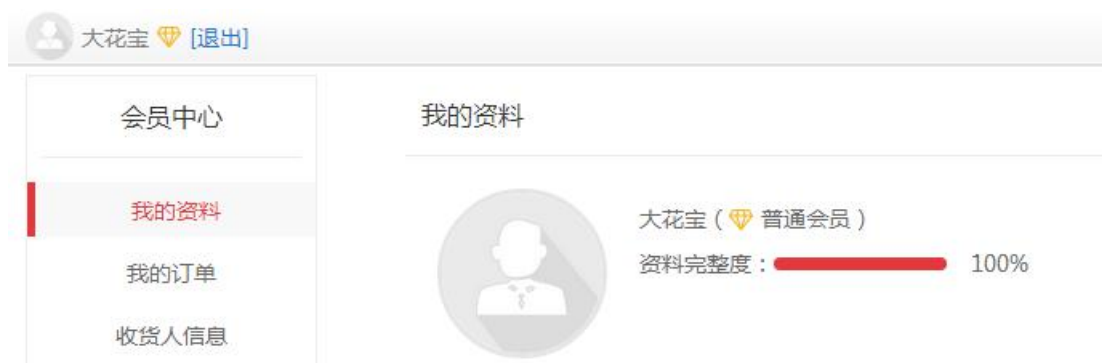 大花宝 [退出]
会员中心
我的资料
我的订单
收货人信息
我的资料
大花宝 ( 普通会员 )
资料完整度 : 100%